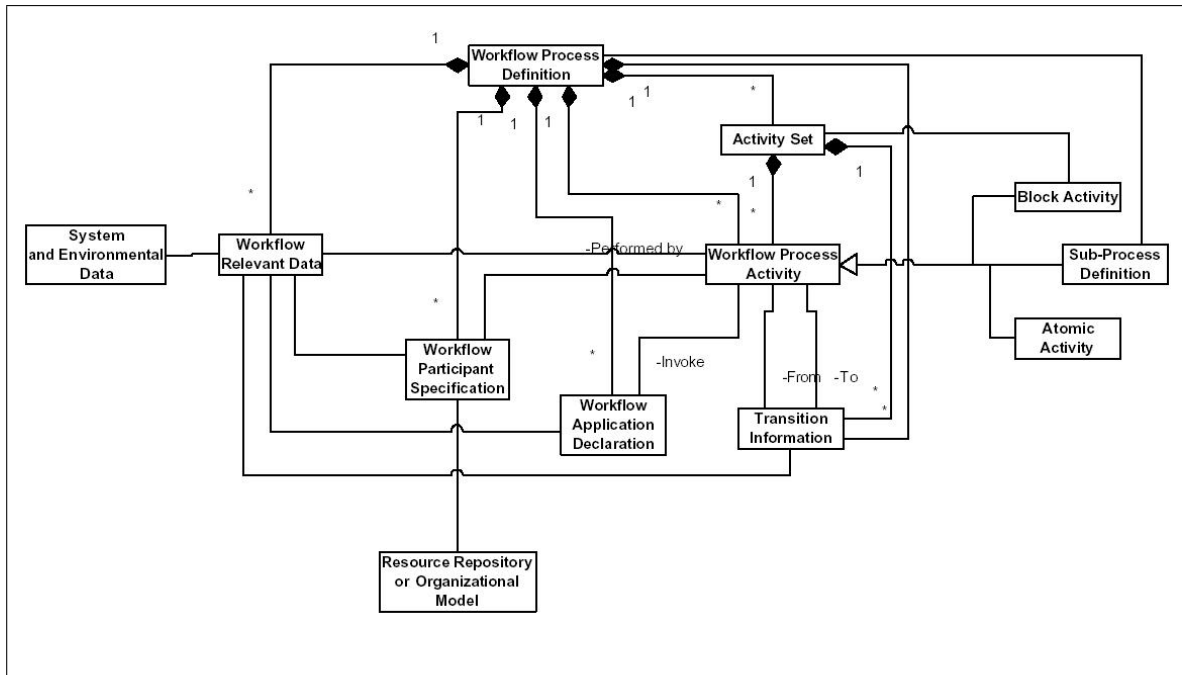 1
Workflow Process
Definition
1
1
1
1
1
*
Activity Set
1
1
*
*
*
Block Activity
System
and Environmental
Data
Workflow
Relevant Data
-Performed by
Workflow Process
Activity
Sub-Process
Definition
*
Workflow
Participant
Specification
*
-Invoke
Atomic
Activity
-From
-To
*
*
Workflow
Application
Declaration
Transition
Information
Resource Repository
or Organizational
Model